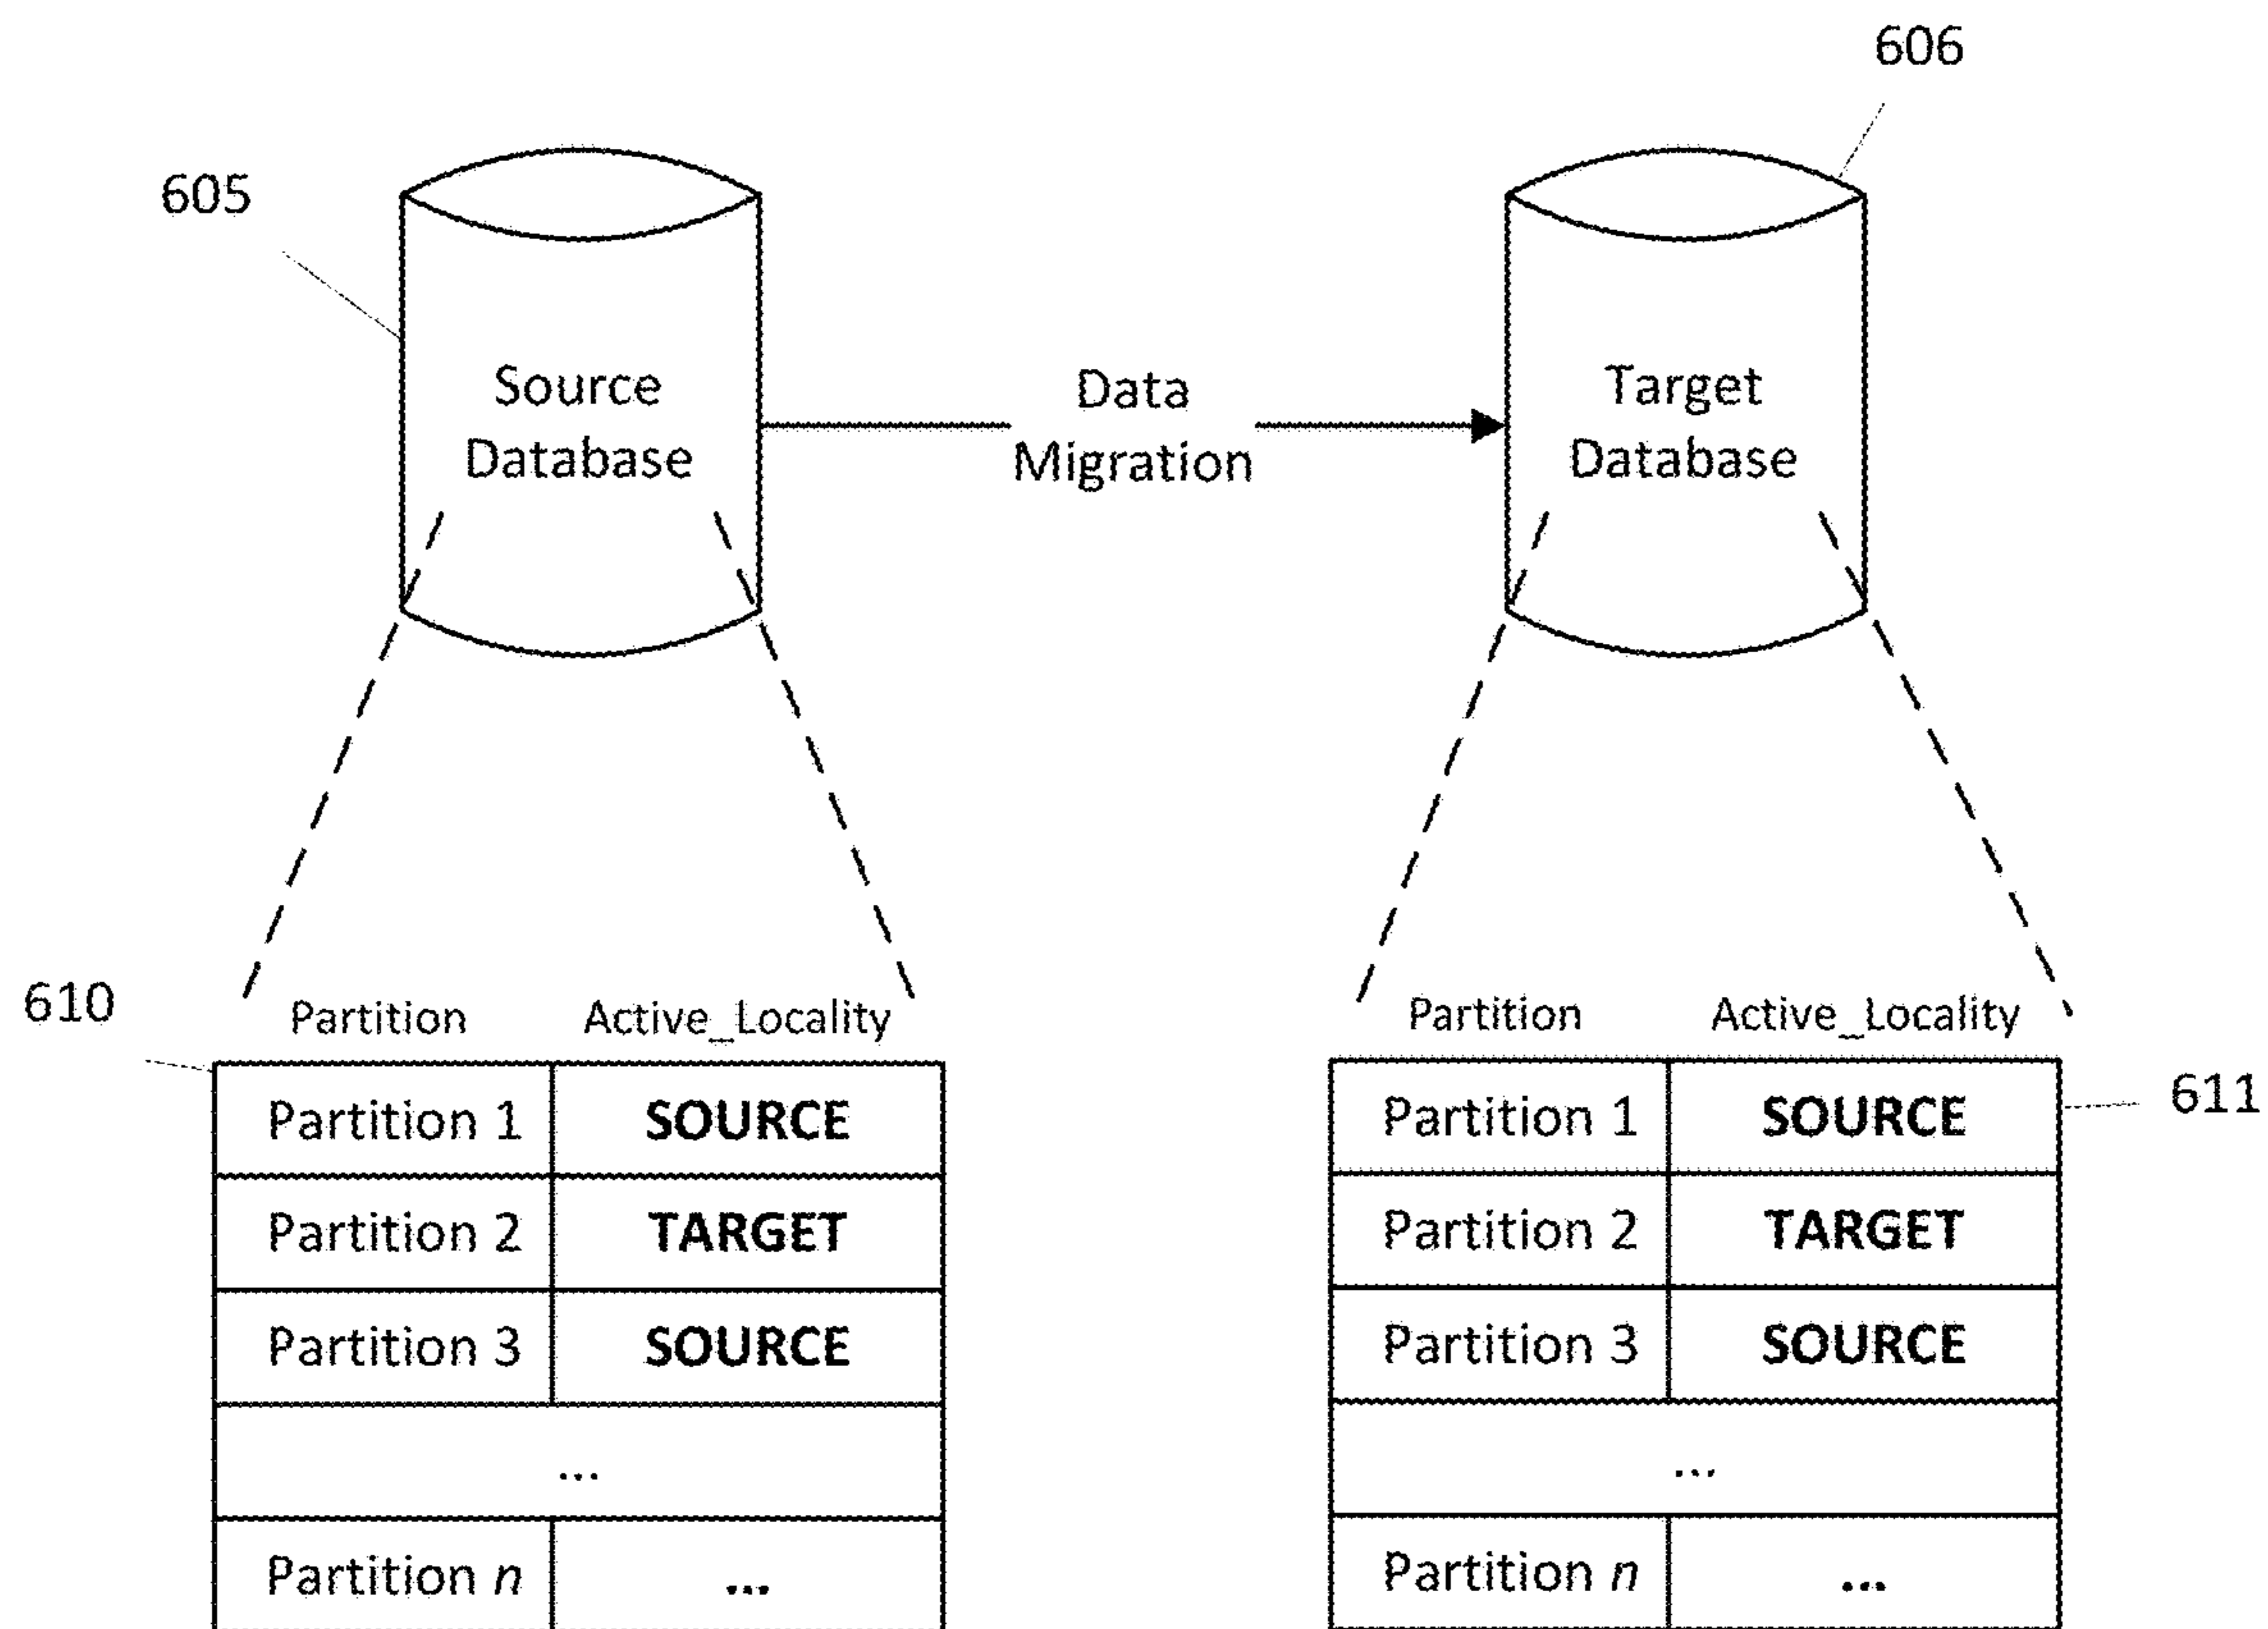 606
605
Source
Database
Data
Migration
Target
Database
610
Partition Active_Locality
Partition 1 SOURCE
Partition 2 TARGET
Partition 3 SOURCE
...
Partition n ...
Partition Active_Locality
611
Partition 1 SOURCE
Partition 2 TARGET
Partition 3 SOURCE
...
Partition n ...